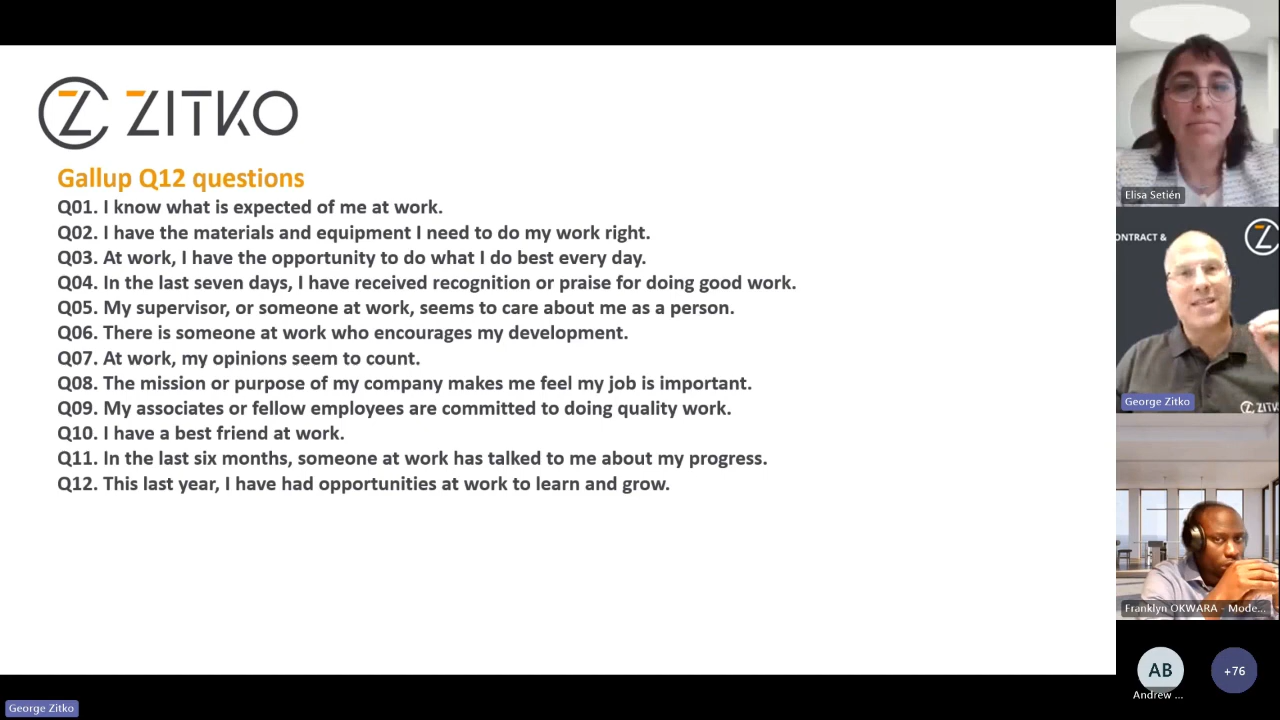 ZITKO
Gallup Q12 questions
Q01. I know what is expected of me at work.
Q02. I have the materials and equipment I need to do my work right.
Q03. At work, I have the opportunity to do what I do best every day.
Q04. In the last seven days, I have received recognition or praise for doing good work.
Q05. My supervisor, or someone at work, seems to care about me as a person.
Q06. There is someone at work who encourages my development.
Q07. At work, my opinions seem to count.
Q08. The mission or purpose of my company makes me feel my job is important.
Q09. My associates or fellow employees are committed to doing quality work.
Q10. I have a best friend at work.
Q11. In the last six months, someone at work has talked to me about my progress.
Q12. This last year, I have had opportunities at work to learn and grow.
Elisa Setién
ONTRACT &
ZITK
George Zitko
Franklyn OKWARA - Mode...
AB
Andrew ...
+76
George Zitko